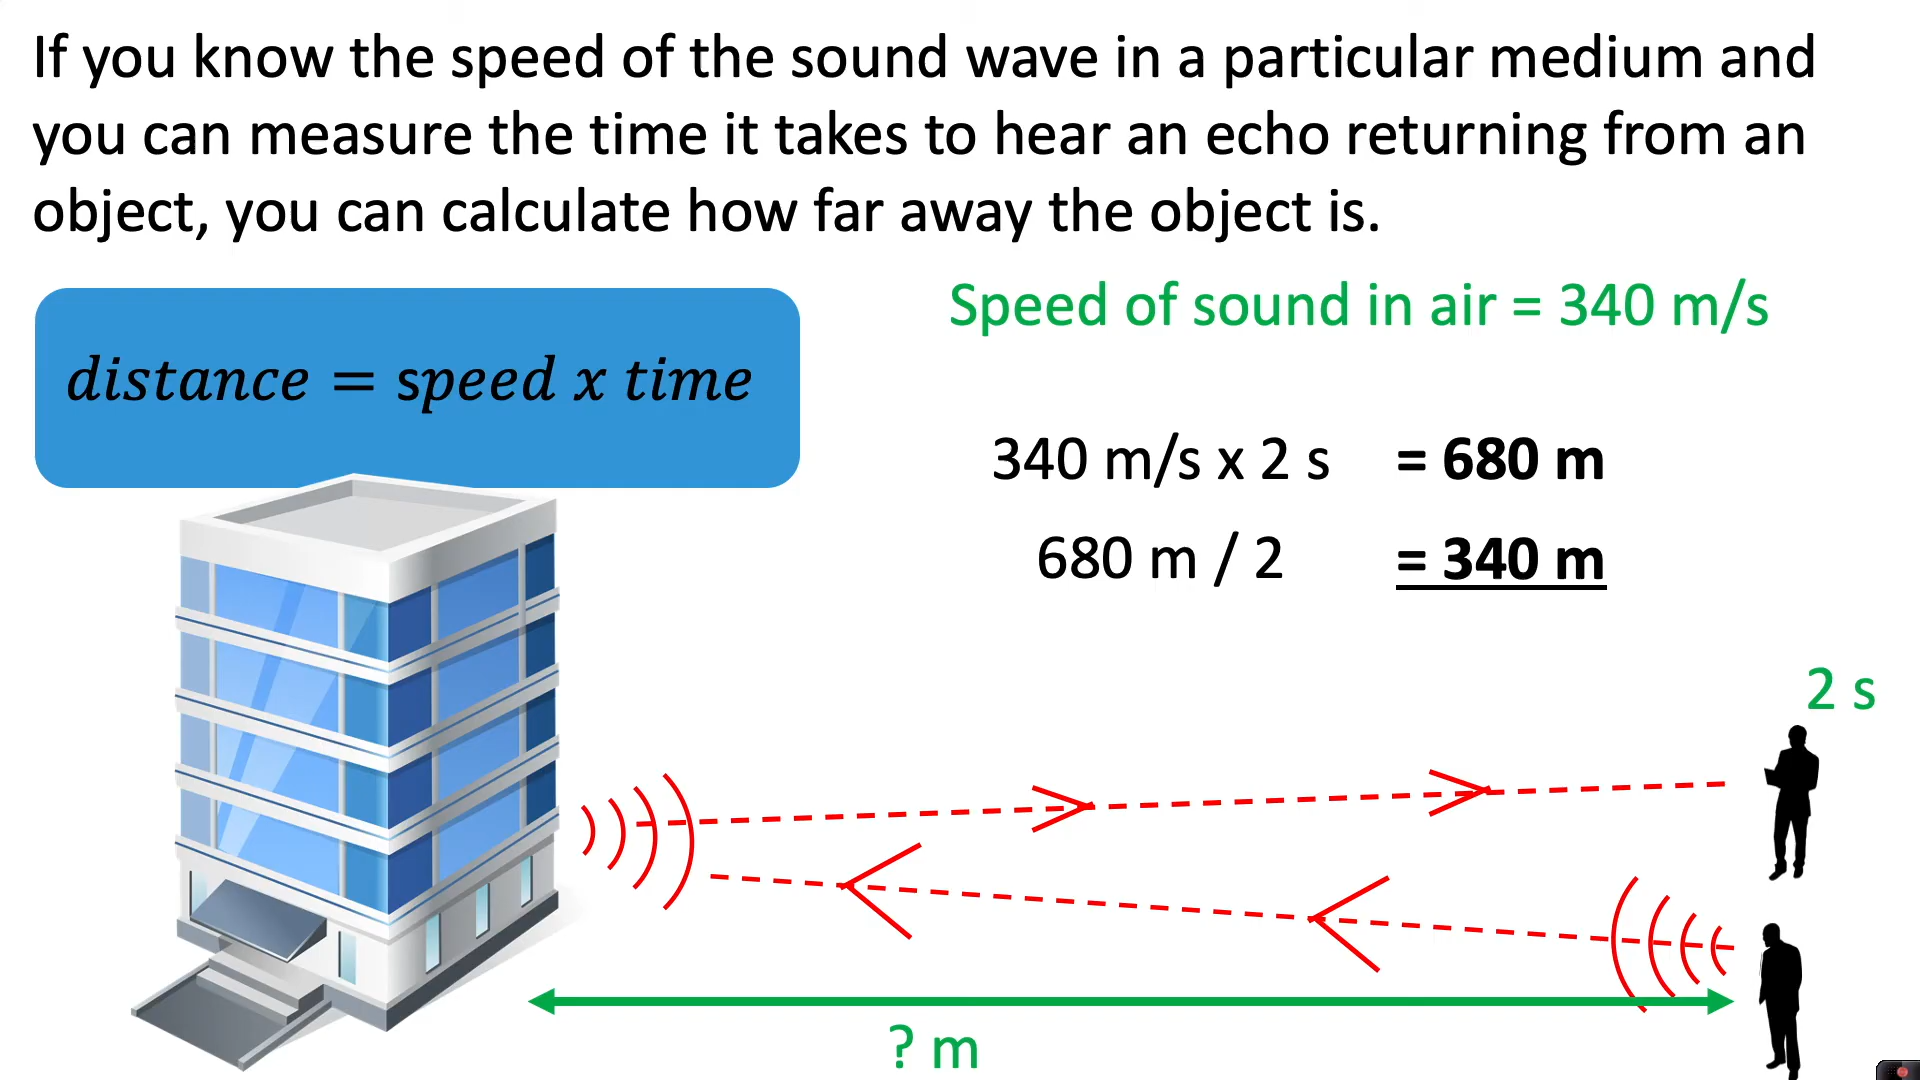 If you know the speed of the sound wave in a particular medium and
you can measure the time it takes to hear an echo returning from an
object, you can calculate how far away the object is.
Speed of sound in air = 340 m/s
distance = speed x time
340 m/s x 2 s = 680 m
680 m / 2 = 340 m
2 s
? m